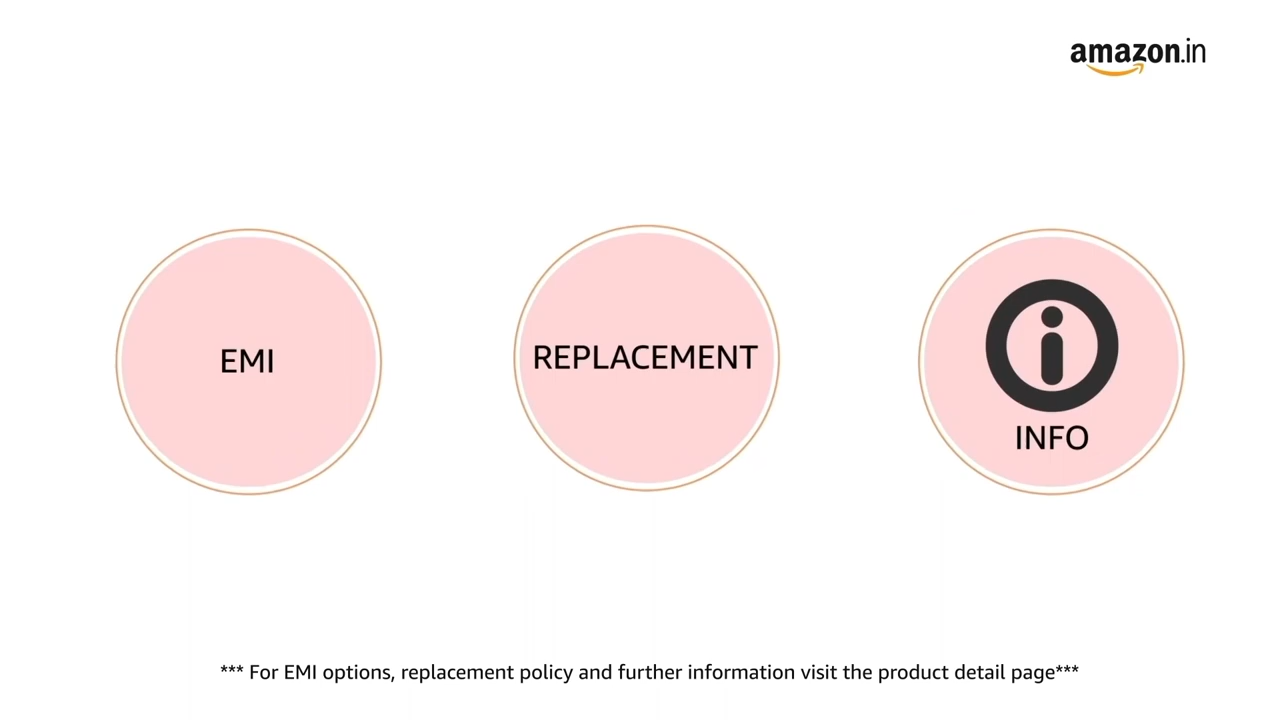 amazon.in
EMI
REPLACEMENT
INFO
*** For EMI options, replacement policy and further information visit the product detail page***